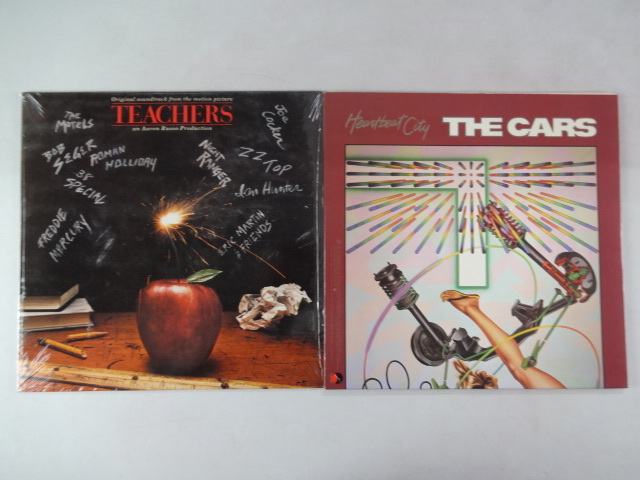 Original soundtrack from the motion picture
TEACHERS
an Aaron Russo Production
THE
MOTELS
BOB
SEGER
ROMAN
HOLLIDAY
38
SPECIAL
FREDDIE
MERCURY
NIGHT
RANGER
Joe
Cocker
ZZ
TOP
Ian Hunter
ERIC MARTIN
& FRIENDS
Heartbeat City
THE CARS